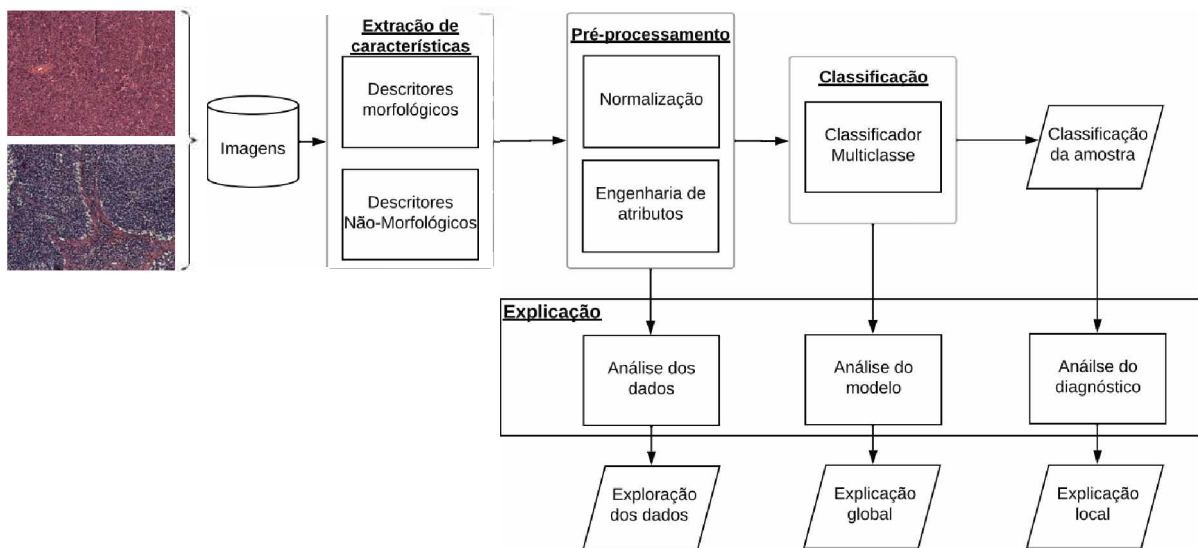 Extração de
características
Descritores
morfológicos
Descritores
Não-Morfológicos
Imagens
Pré-processamento
Normalização
Engenharia de
atributos
Classificação
Classificador
Multiclasse
Classificação
da amostra
Explicação
Análise dos
dados
Análise do
modelo
Anáilse do
diagnóstico
Exploração
dos dados
Explicação
global
Explicação
local